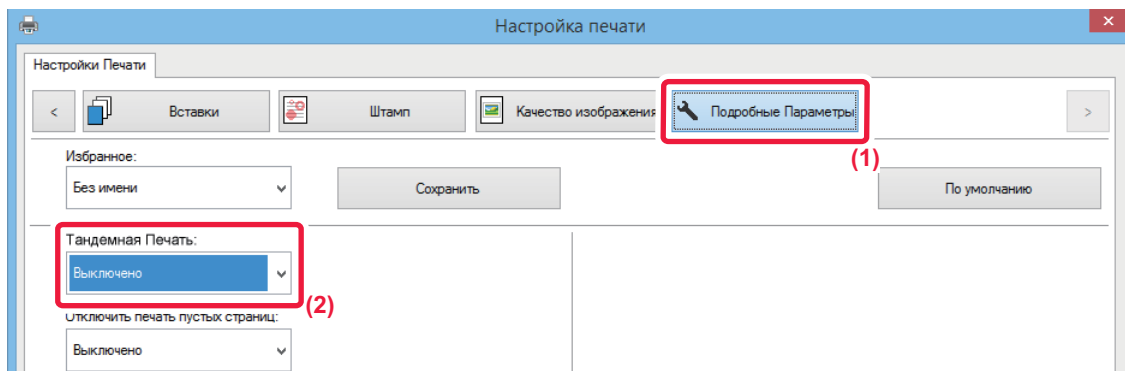 Настройка печати
Настройки Печати
< Вставки Штамп Качество изображения Подробные Параметры >
(1)
Избранное:
Без имени Сохранить По умолчанию
Тандемная Печать:
Выключено
(2)
Отключить печать пустых страниц:
Выключено